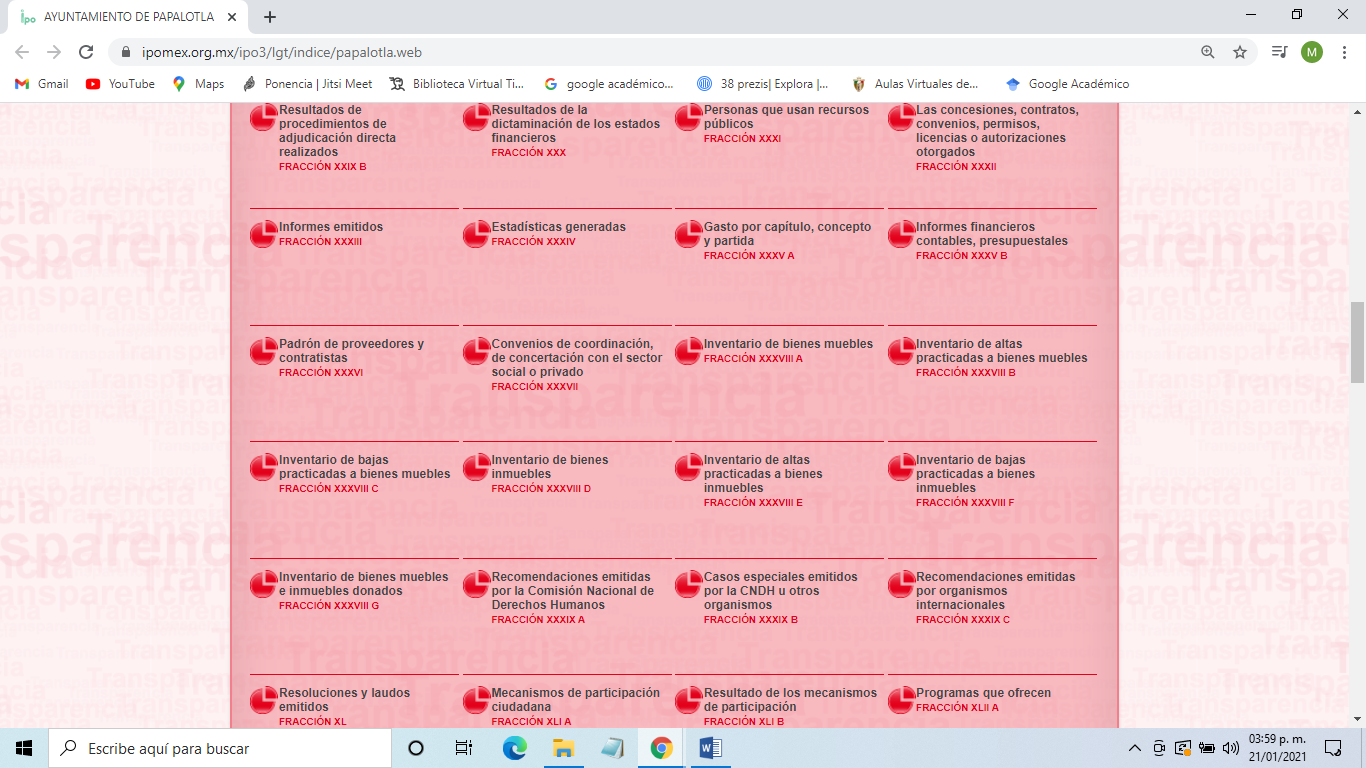 AYUNTAMIENTO DE PAPALOTLA
ipomex.org.mx/ipo3/lgt/indice/papalotla.web
M
Gmail YouTube Maps Ponencia | Jitsi Meet Biblioteca Virtual Ti... google académico... 38 prezis| Explora |... Aulas Virtuales de... Google Académico
Resultados de
procedimientos de
adjudicación directa
realizados
FRACCIÓN XXIX B
Resultados de la
dictaminación de los estados
financieros
FRACCIÓN XXX
Personas que usan recursos
públicos
FRACCIÓN XXXI
Las concesiones, contratos,
convenios, permisos,
licencias o autorizaciones
otorgados
FRACCIÓN XXXII
Informes emitidos
FRACCIÓN XXXIII
Estadísticas generadas
FRACCIÓN XXXIV
Gasto por capítulo, concepto
y partida
FRACCIÓN XXXV A
Informes financieros
contables, presupuestales
FRACCIÓN XXXV B
Padrón de proveedores y
contratistas
FRACCIÓN XXXVI
Convenios de coordinación,
de concertación con el sector
social o privado
FRACCIÓN XXXVII
Inventario de bienes muebles
FRACCIÓN XXXVIII A
Inventario de altas
practicadas a bienes muebles
FRACCIÓN XXXVIII B
Inventario de bajas
practicadas a bienes muebles
FRACCIÓN XXXVIII C
Inventario de bienes
inmuebles
FRACCIÓN XXXVIII D
Inventario de altas
practicadas a bienes
inmuebles
FRACCIÓN XXXVIII E
Inventario de bajas
practicadas a bienes
inmuebles
FRACCIÓN XXXVIII F
Inventario de bienes muebles
e inmuebles donados
FRACCIÓN XXXVIII G
Recomendaciones emitidas
por la Comisión Nacional de
Derechos Humanos
FRACCIÓN XXXIX A
Casos especiales emitidos
por la CNDH u otros
organismos
FRACCIÓN XXXIX B
Recomendaciones emitidas
por organismos
internacionales
FRACCIÓN XXXIX C
Resoluciones y laudos
emitidos
FRACCIÓN XL
Mecanismos de participación
ciudadana
FRACCIÓN XLI A
Resultado de los mecanismos
de participación
FRACCIÓN XLI B
Programas que ofrecen
FRACCIÓN XLII A
Escribe aquí para buscar
03:59 p. m.
21/01/2021